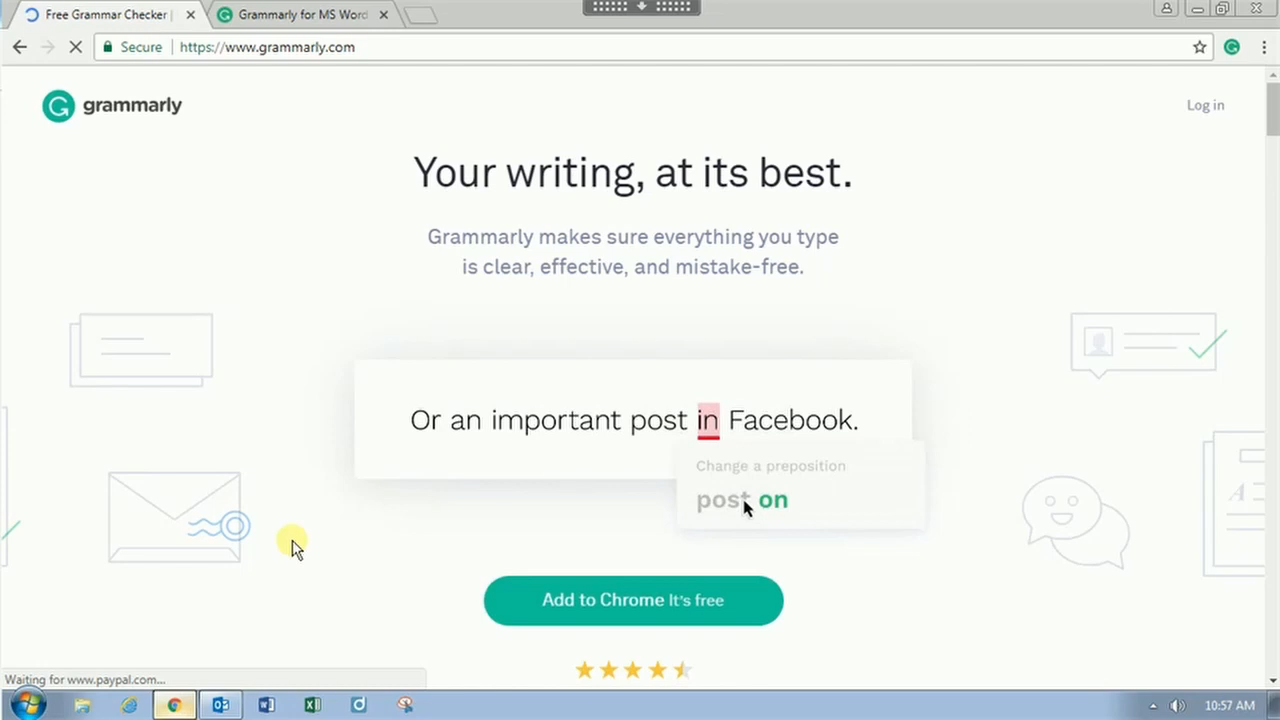 Free Grammar Checker |
Grammarly for MS Word
Secure
https://www.grammarly.com
grammarly
Log in
Your writing, at its best.
Grammarly makes sure everything you type
is clear, effective, and mistake-free.
Or an important post in Facebook.
Change a preposition
post on
Add to Chrome It's free
Waiting for www.paypal.com...
10:57 AM